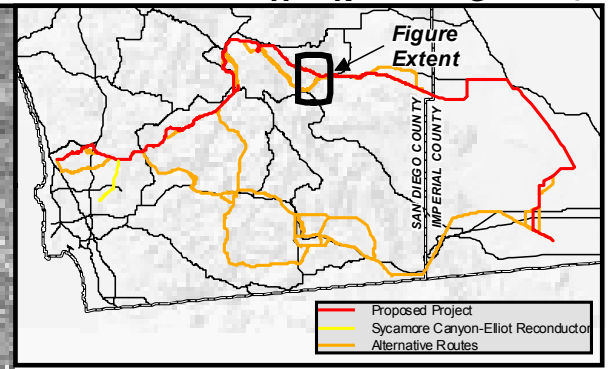 Figure
Extent
SAN DIEGO COUNTY
IMPERIAL COUNTY
Proposed Project
Sycamore Canyon-Elliot Reconductor
Alternative Routes